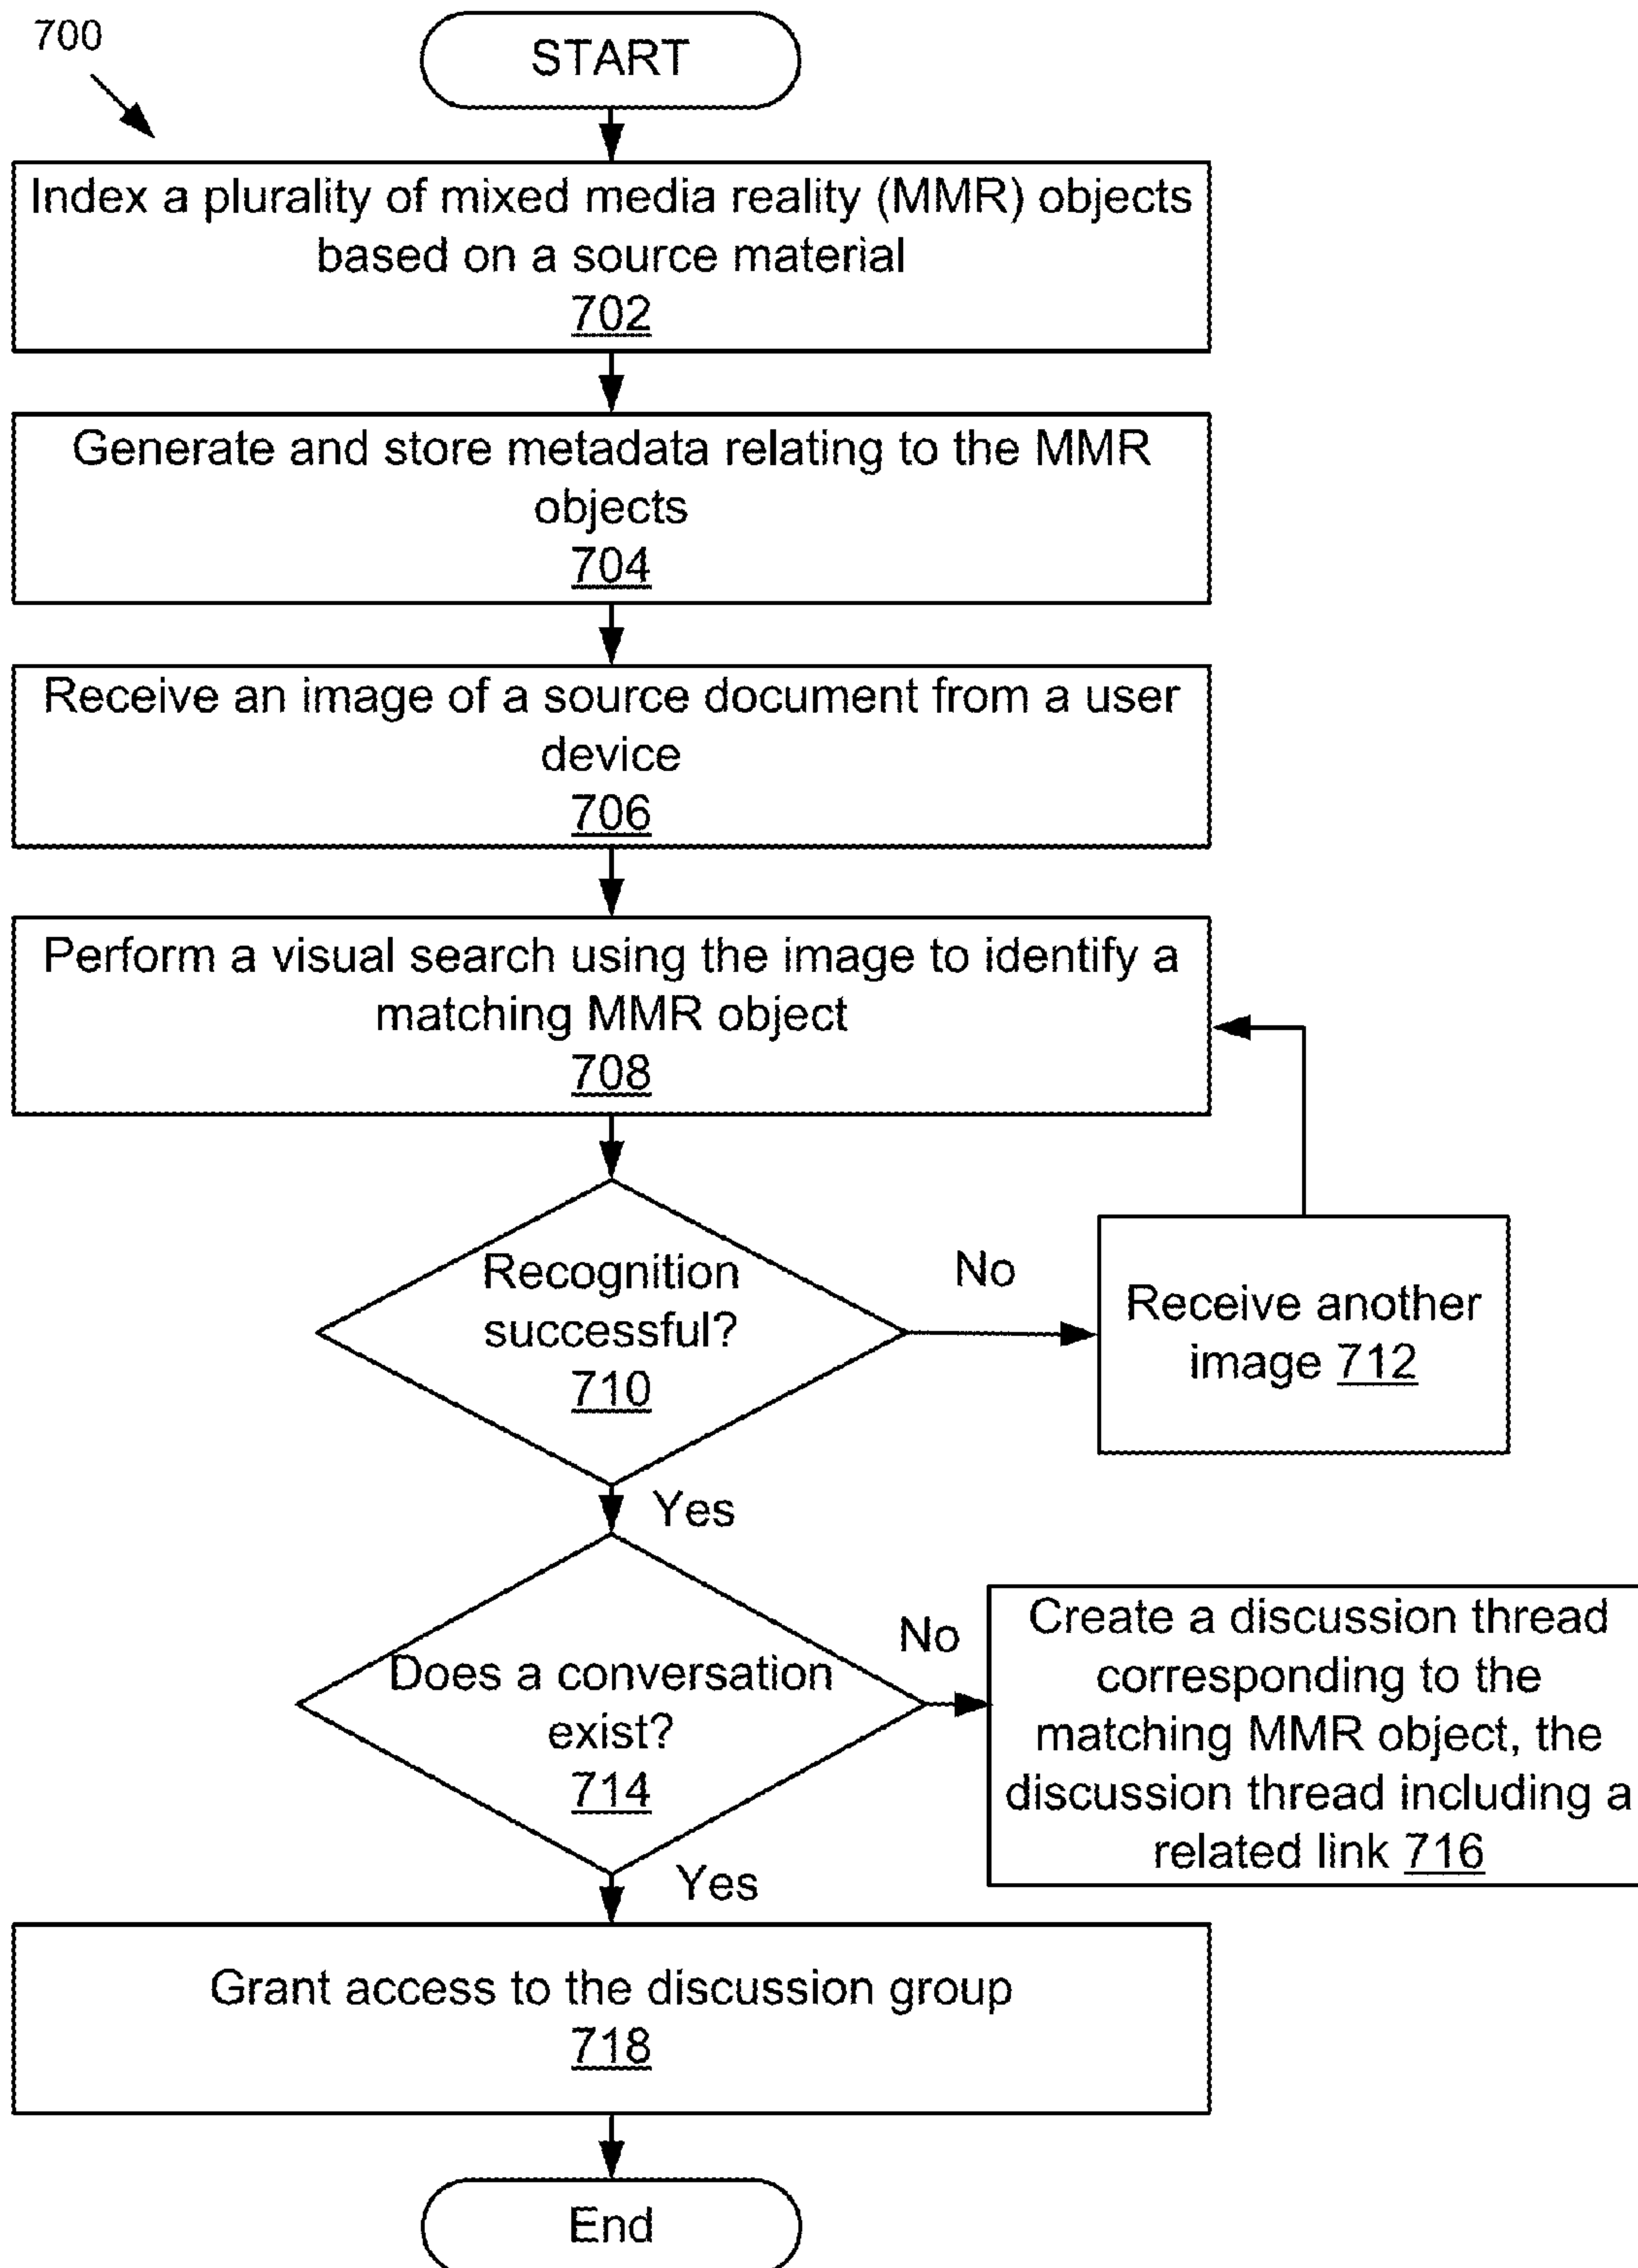 700
START
Index a plurality of mixed media reality (MMR) objects
based on a source material
702
Generate and store metadata relating to the MMR
objects
704
Receive an image of a source document from a user
device
706
Perform a visual search using the image to identify a
matching MMR object
708
Recognition
successful?
710
No
Receive another
image 712
Yes
Does a conversation
exist?
714
No
Create a discussion thread
corresponding to the
matching MMR object, the
discussion thread including a
related link 716
Yes
Grant access to the discussion group
718
End